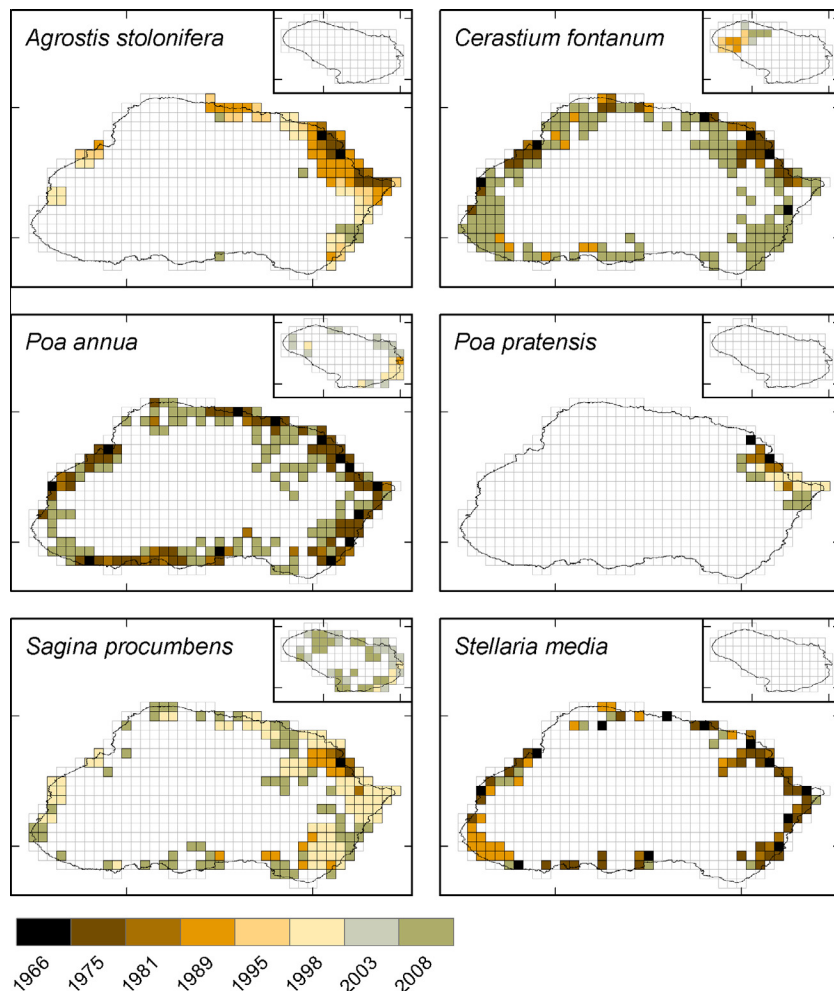 Agrostis stolonifera
Cerastium fontanum
Poa annua
Poa pratensis
Sagina procumbens
Stellaria media
1966
1975
1981
1989
1995
1998
2003
2008